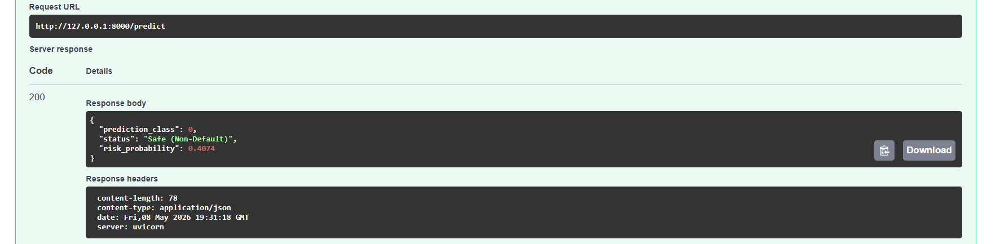 Request URL
http://127.0.0.1:8000/predict
Server response
Code Details
200
Response body
{
"prediction_class": 0,
"status": "Safe (Non-Default)",
"risk_probability": 0.4074
}
Download
Response headers
content-length: 78
content-type: application/json
date: Fri,08 May 2026 19:31:18 GMT
server: uvicorn